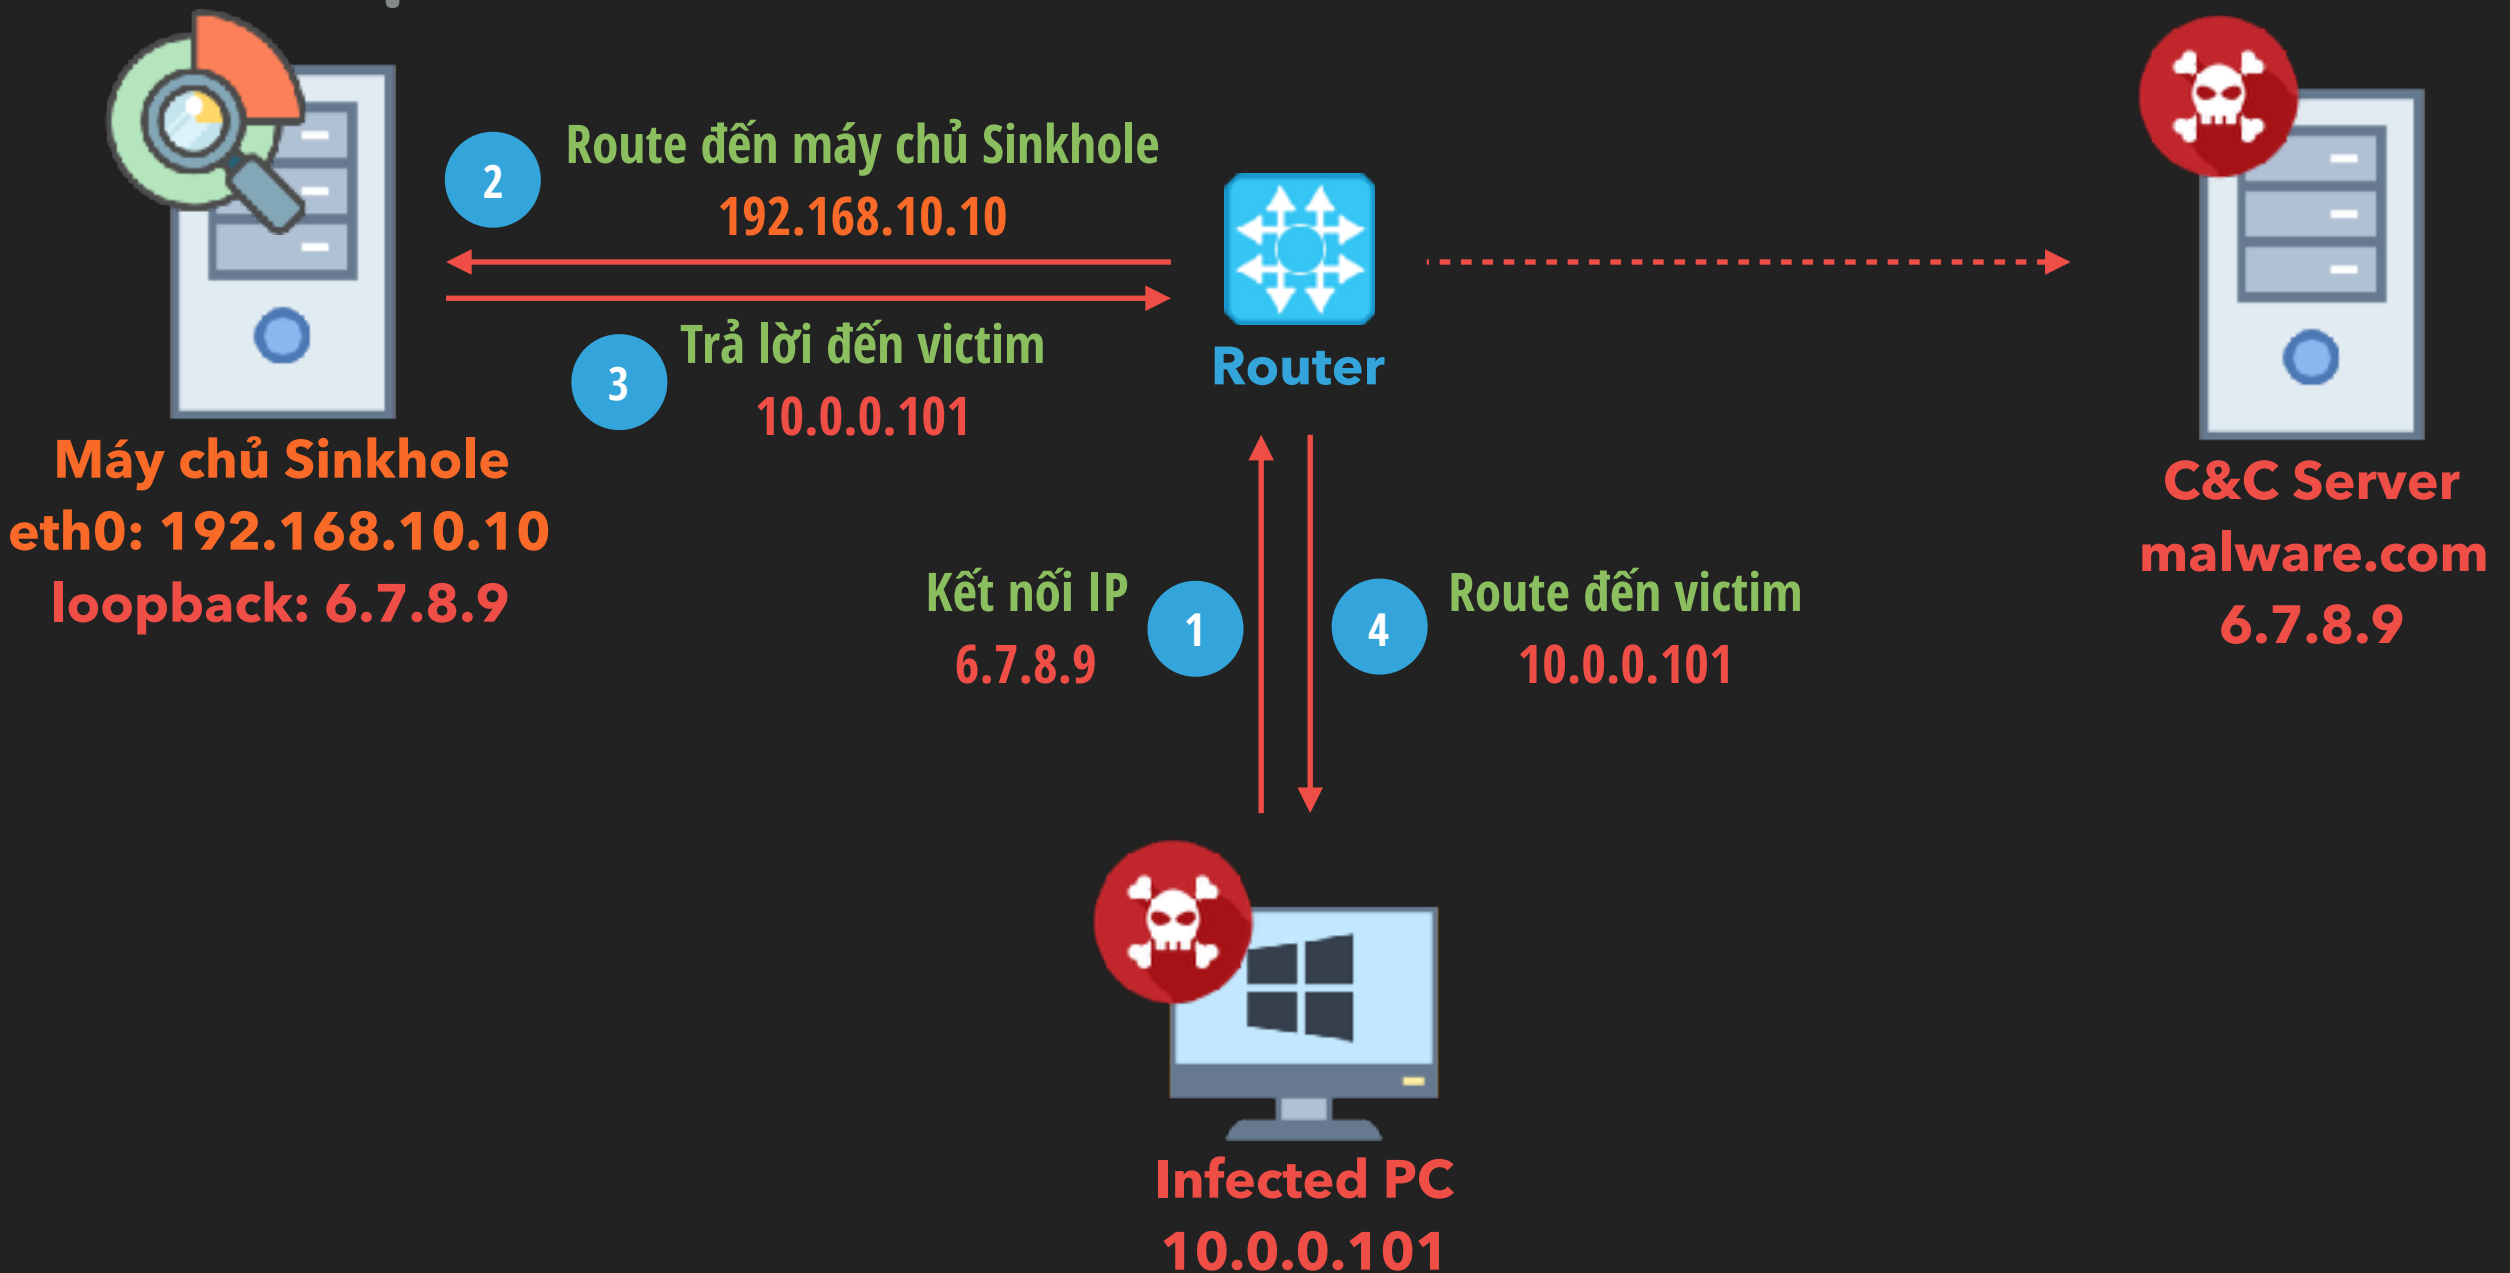 2
Route đến máy chủ Sinkhole
192.168.10.10
3
Trả lời đến victim
10.0.0.101
Router
Máy chủ Sinkhole
eth0: 192.168.10.10
loopback: 6.7.8.9
C&C Server
malware.com
6.7.8.9
Kết nối IP
6.7.8.9
1
4
Route đến victim
10.0.0.101
Infected PC
10.0.0.101